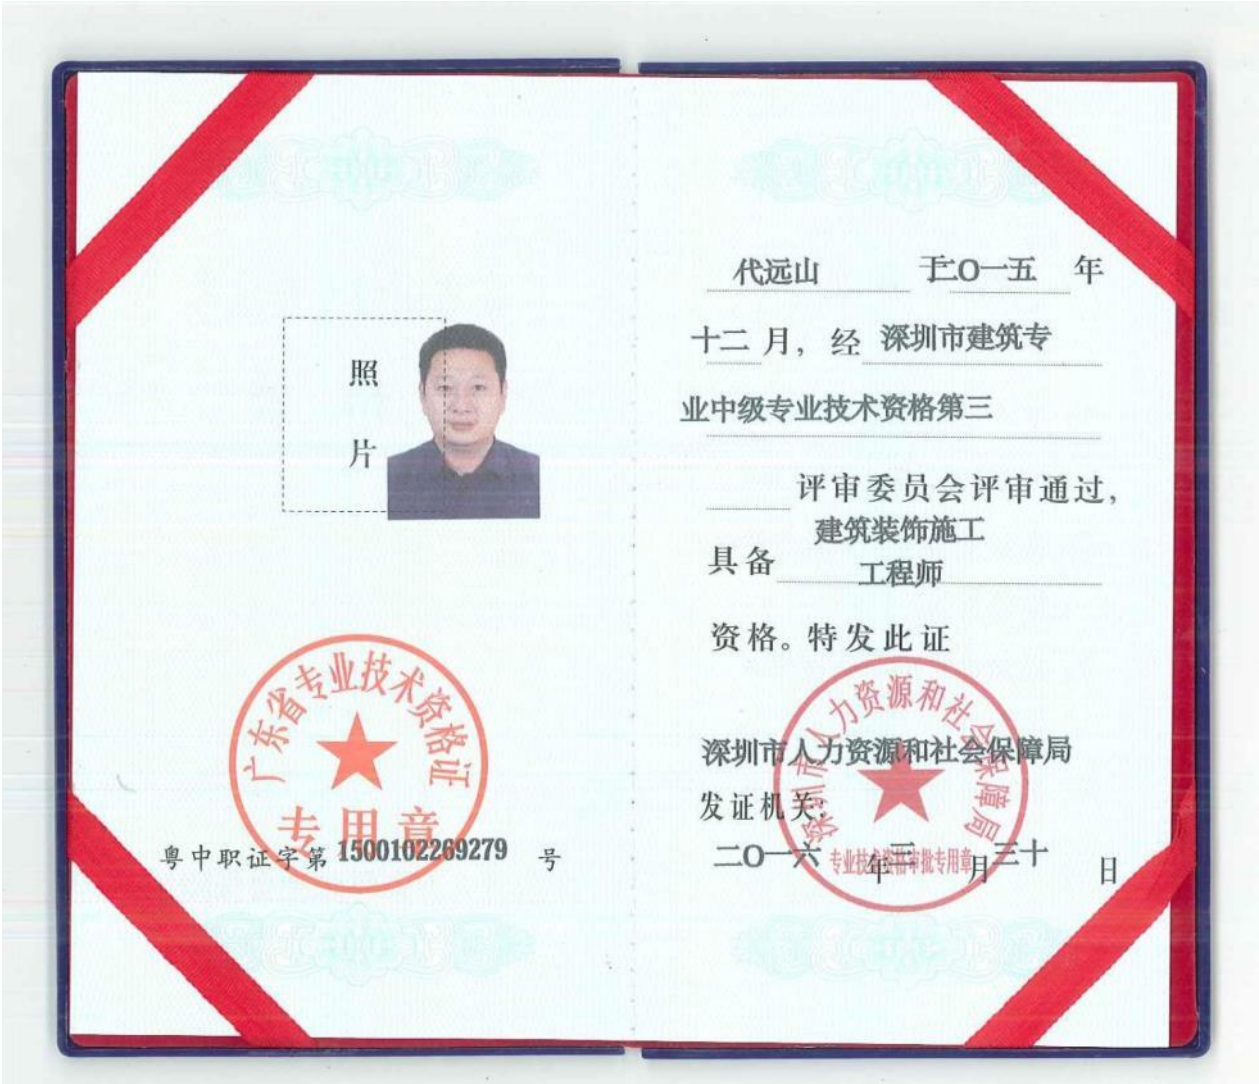 照
片
广东省专业技术资格证
专用章
粤中职证字第 1500102269279 号
代远山 于二O一五 年
十二月，经 深圳市建筑专
业中级专业技术资格第三
评审委员会评审通过，
建筑装饰施工
具备 工程师
资格。特发此证
深圳市人力资源和社会保障局
深圳市人力资源和社会保障局
发证机关：
二O一六 年三 月三十 日
专业技术资格审批专用章